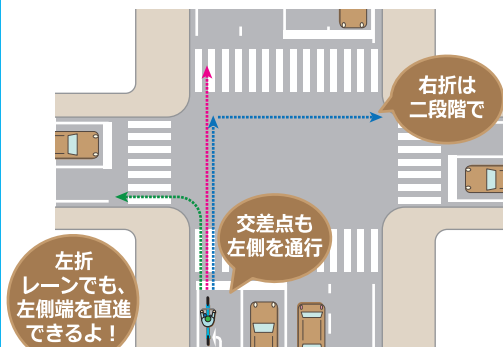 右折は
二段階で
交差点も
左側を通行
左折
レーンでも、
左側端を直進
できるよ！